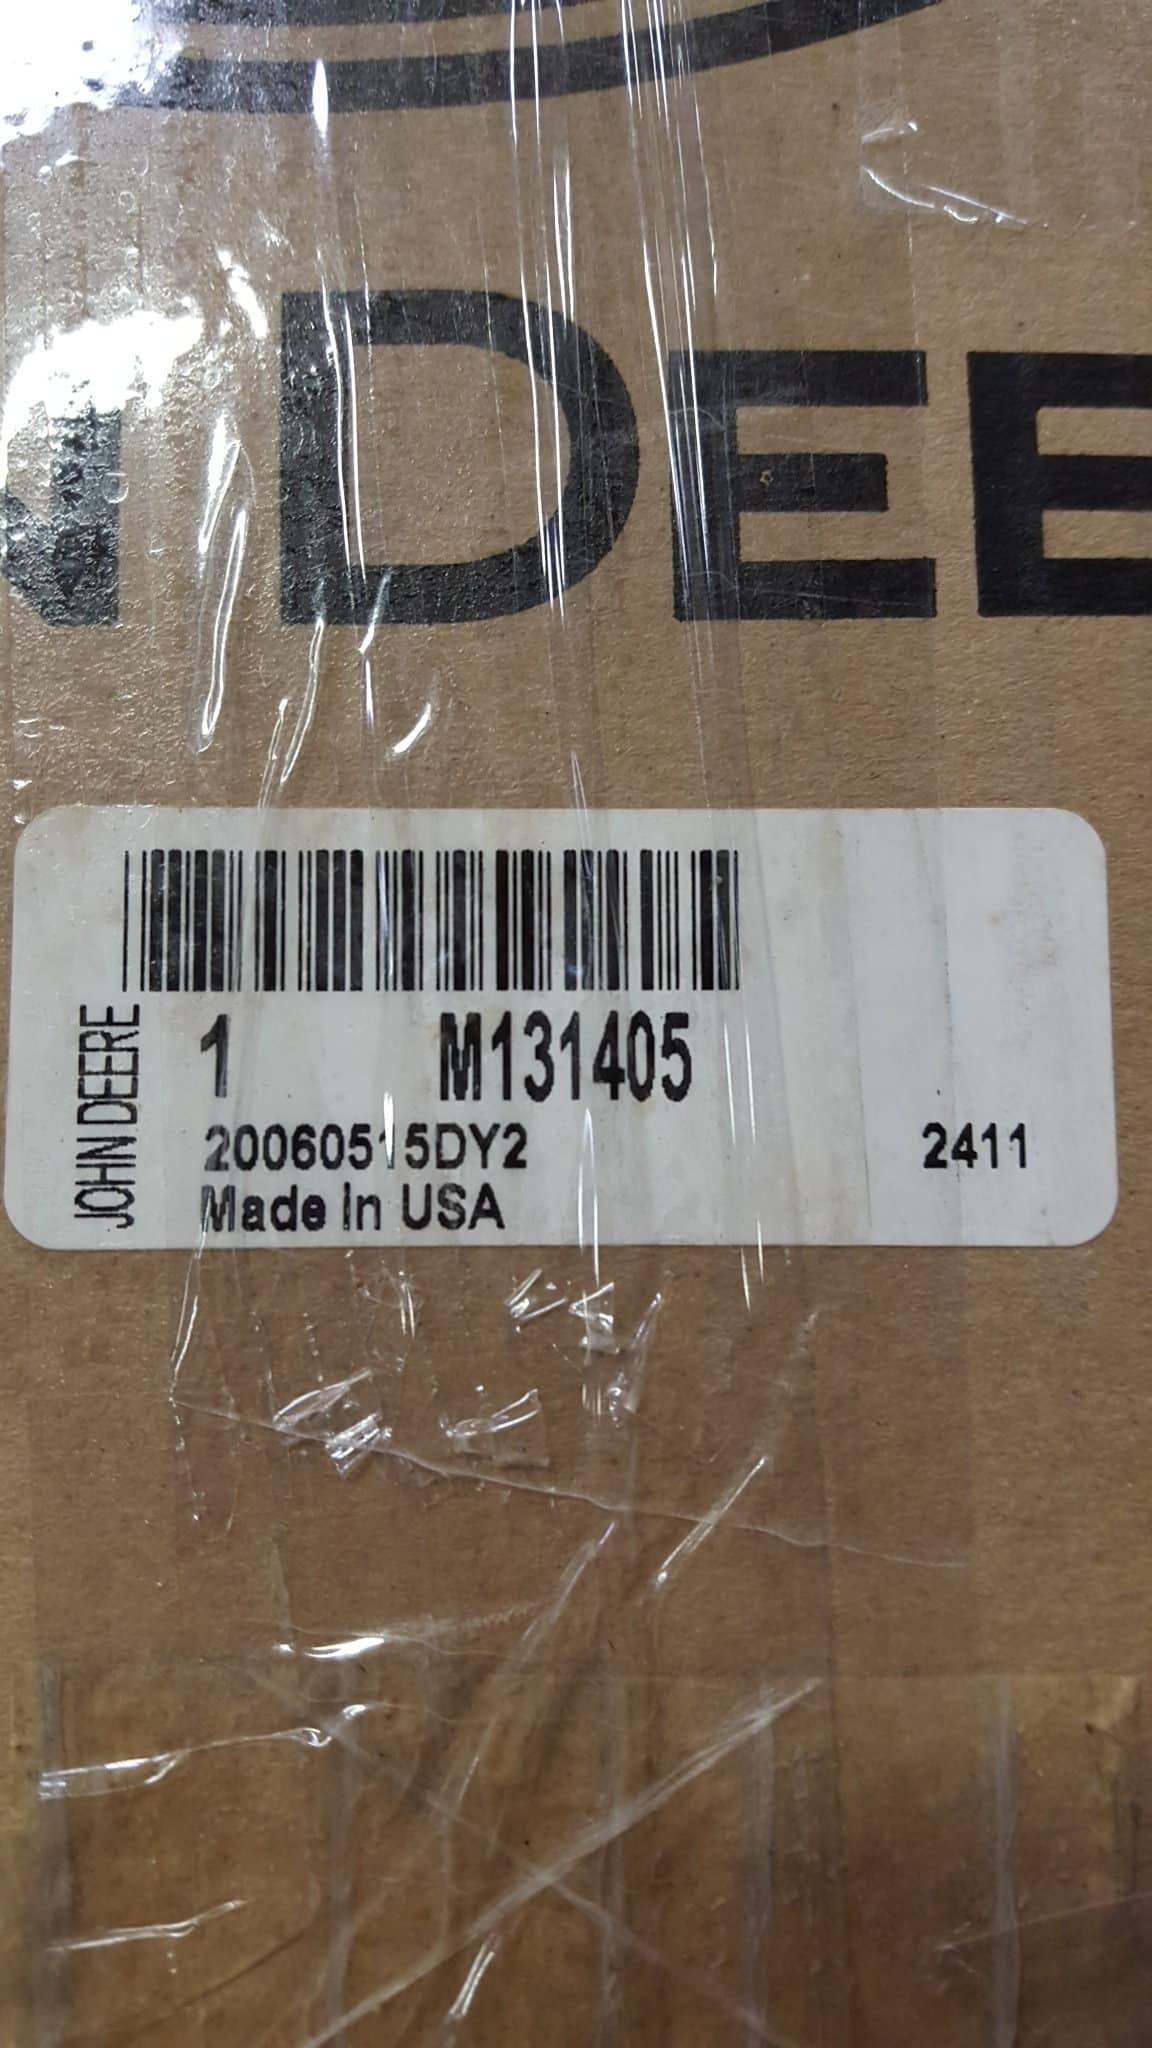 N DEE
JOHN DEERE
1 M131405
20060515DY2 2411
Made In USA